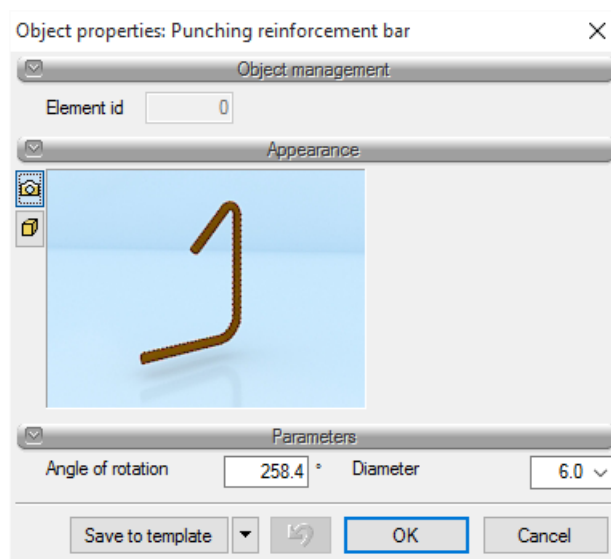 Object properties: Punching reinforcement bar
Object management
Element id 0
Appearance
Parameters
Angle of rotation 258.4 ° Diameter 6.0
Save to template OK Cancel